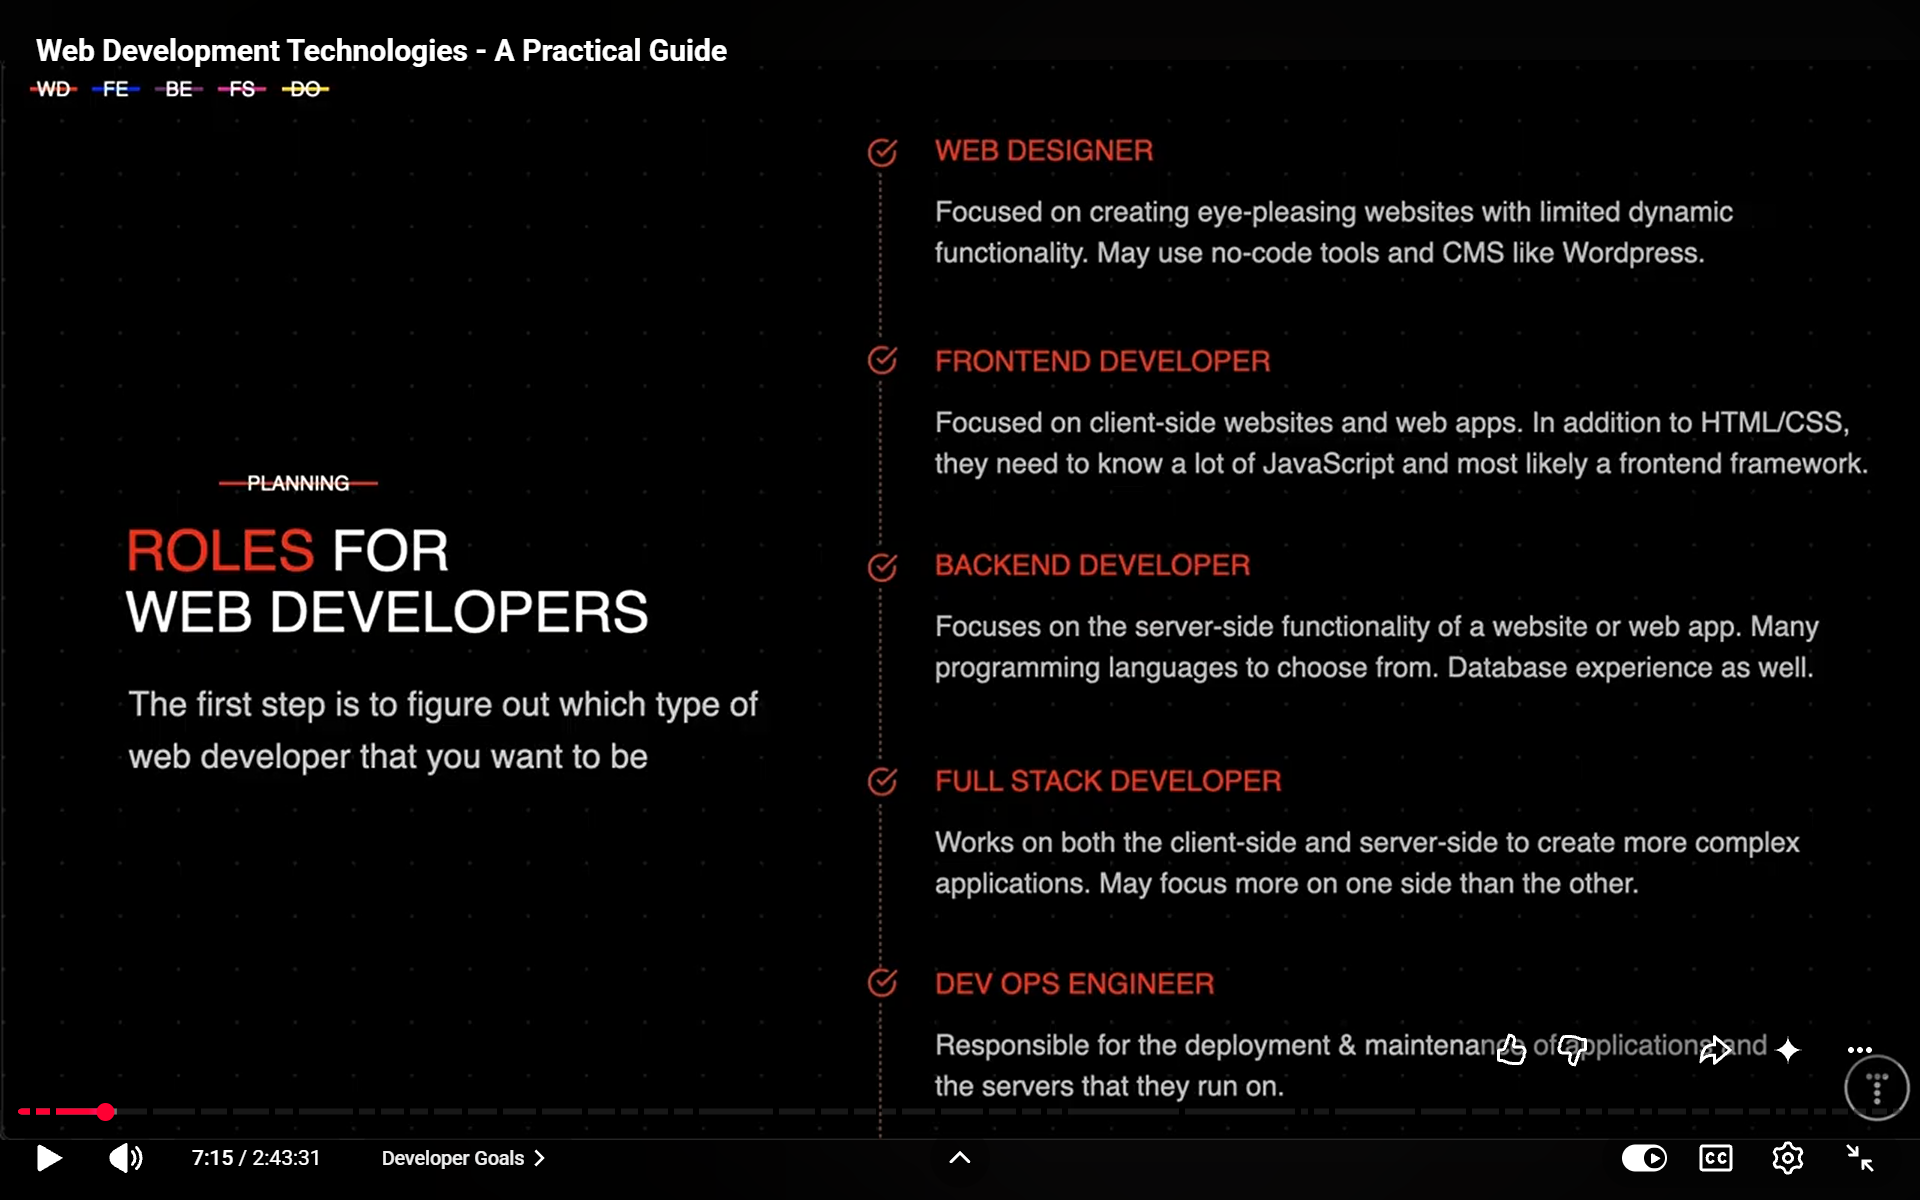 Web Development Technologies - A Practical Guide
WD FE BE FS DO
PLANNING
ROLES FOR
WEB DEVELOPERS
The first step is to figure out which type of
web developer that you want to be
WEB DESIGNER
Focused on creating eye-pleasing websites with limited dynamic
functionality. May use no-code tools and CMS like Wordpress.
FRONTEND DEVELOPER
Focused on client-side websites and web apps. In addition to HTML/CSS,
they need to know a lot of JavaScript and most likely a frontend framework.
BACKEND DEVELOPER
Focuses on the server-side functionality of a website or web app. Many
programming languages to choose from. Database experience as well.
FULL STACK DEVELOPER
Works on both the client-side and server-side to create more complex
applications. May focus more on one side than the other.
DEV OPS ENGINEER
Responsible for the deployment & maintenance of applications and
the servers that they run on.
7:15 / 2:43:31
Developer Goals
CC